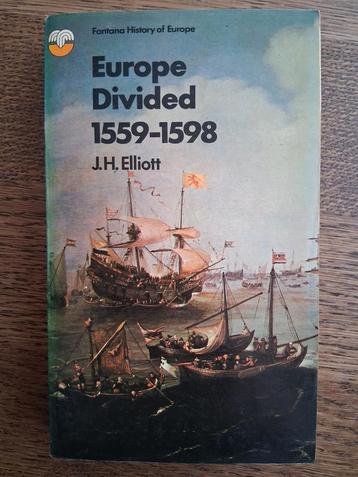 Fontana History of Europe
Europe
Divided
1559-1598
J.H. Elliott